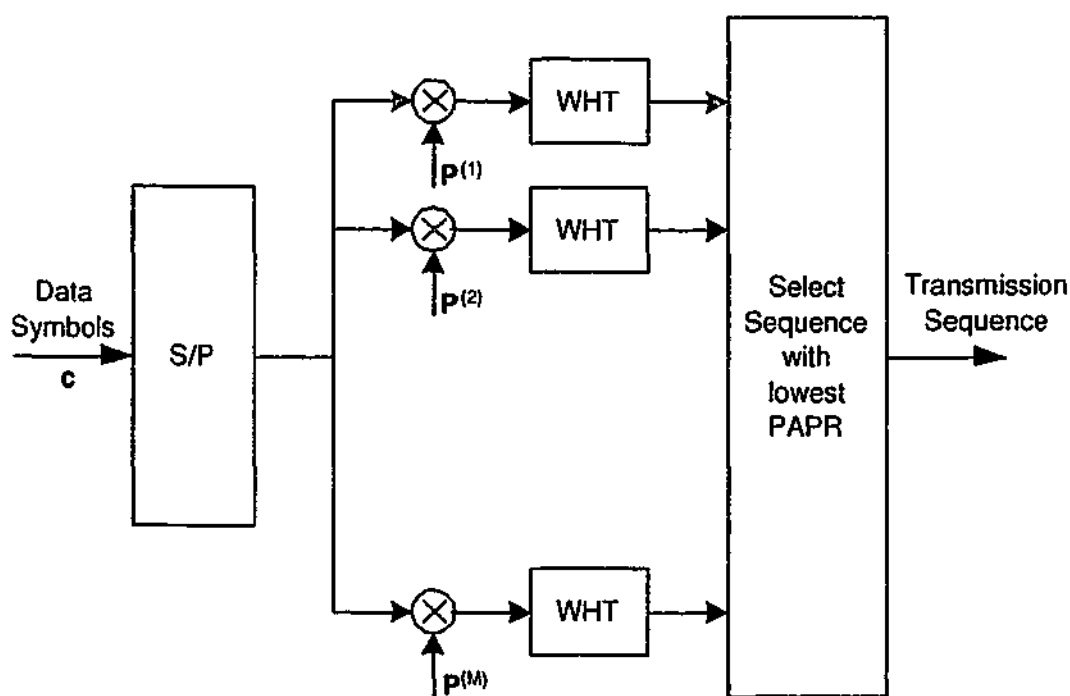 WHT
P(1)
WHT
P(2)
Data
Symbols
c
S/P
Select
Sequence
with
lowest
PAPR
Transmission
Sequence
WHT
P(M)